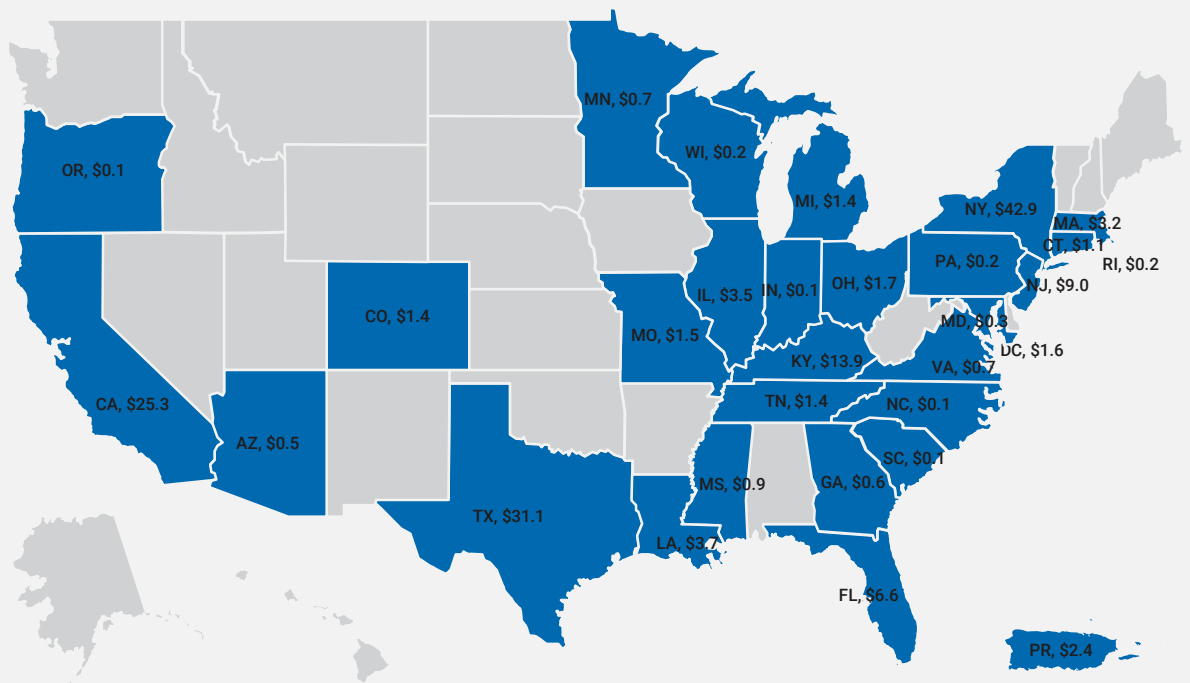 MN, $0.7
WI, $0.2
OR, $0.1
MI, $1.4
NY, $42.9
MA, $3.2
CT, $1.1
RI, $0.2
PA, $0.2
NJ, $9.0
OH, $1.7
IN, $0.1
IL, $3.5
CO, $1.4
MO, $1.5
MD, $0.3
DC, $1.6
KY, $13.9
VA, $0.7
CA, $25.3
TN, $1.4
NC, $0.1
AZ, $0.5
SC, $0.1
MS, $0.9
GA, $0.6
TX, $31.1
LA, $3.7
FL, $6.6
PR, $2.4